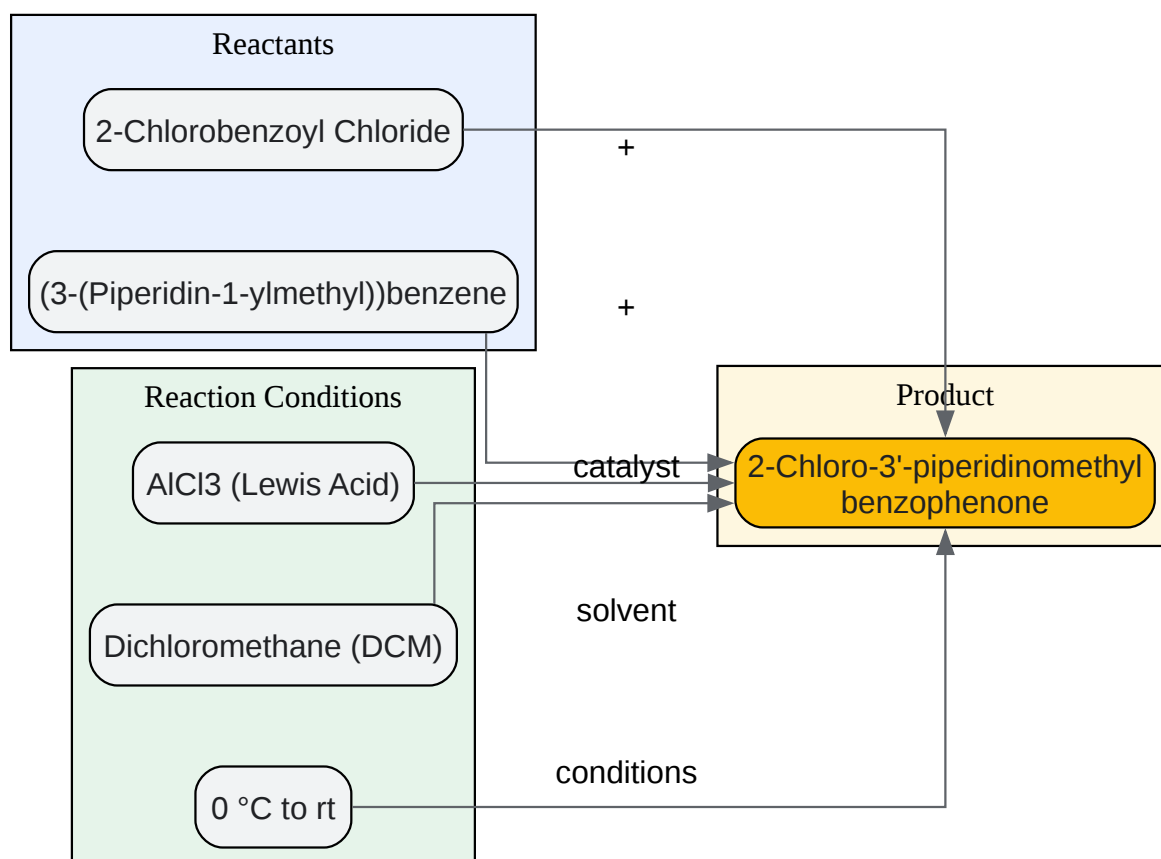 Reactants
2-Chlorobenzoyl Chloride
+
(3-(Piperidin-1-ylmethyl))benzene
+
Reaction Conditions
Product
AlCl3 (Lewis Acid)
catalyst
2-Chloro-3'-piperidinomethyl
benzophenone
Dichloromethane (DCM)
solvent
0 °C to rt
conditions